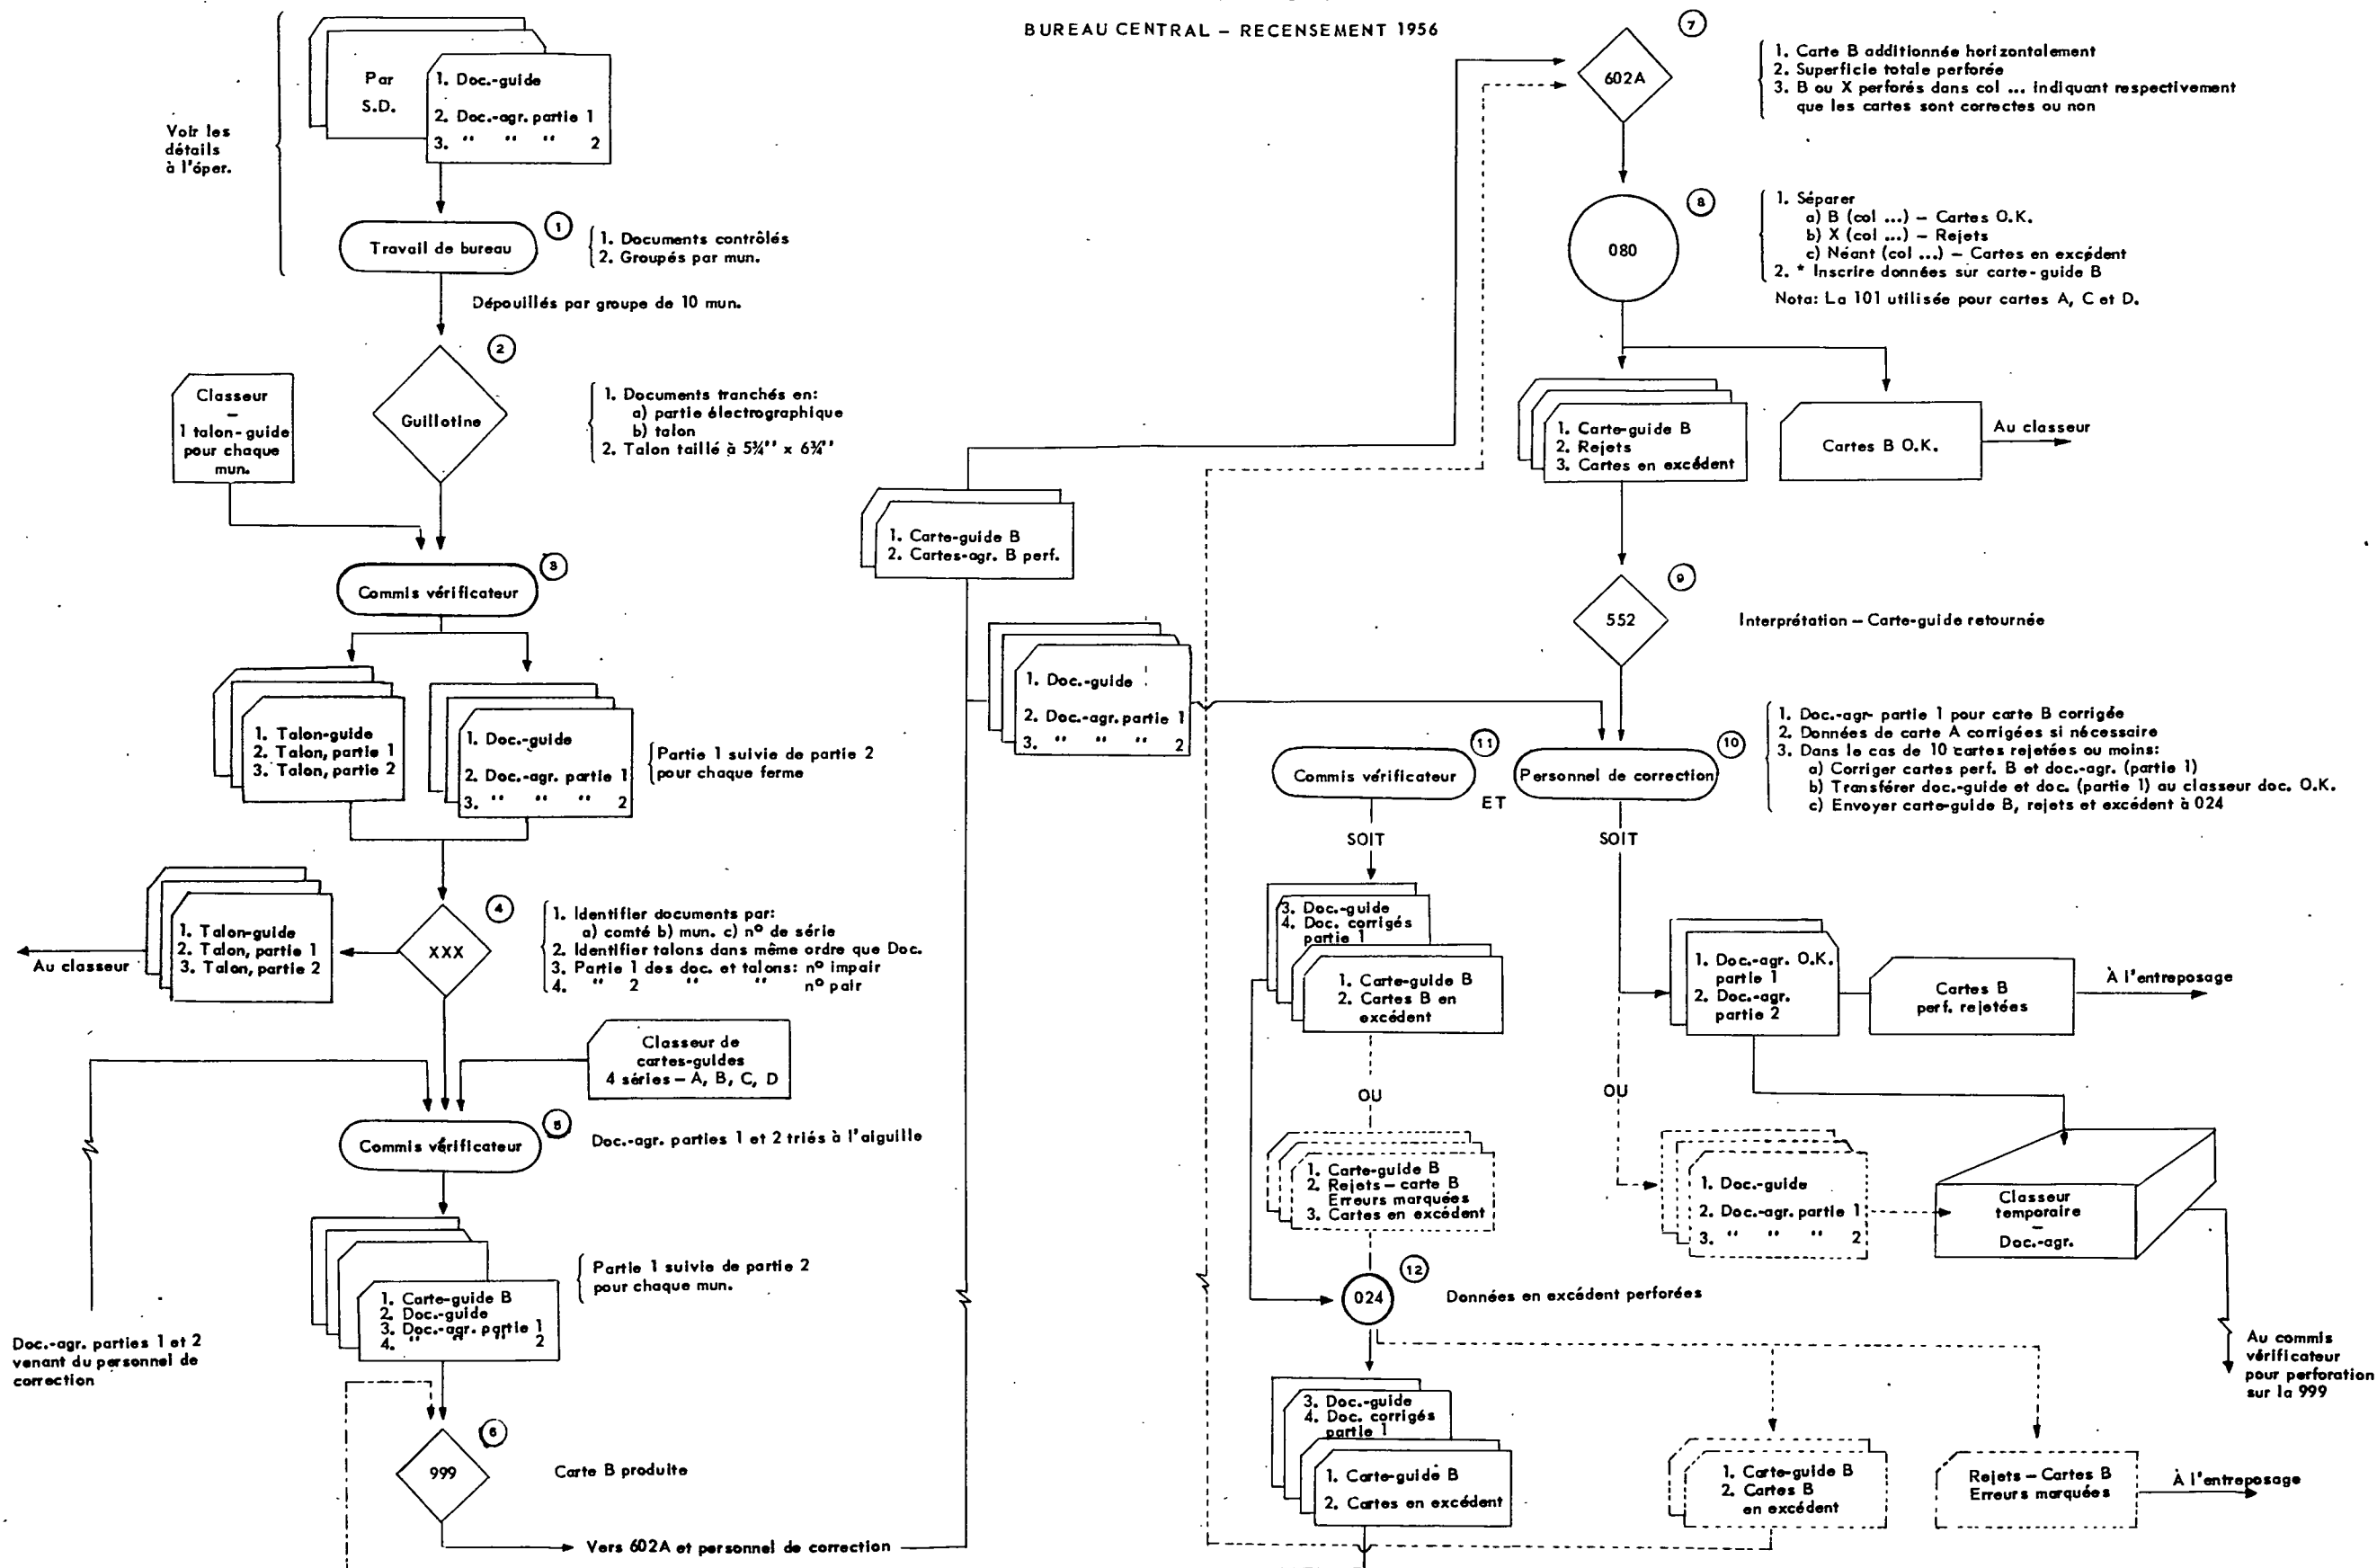 BUREAU CENTRAL – RECENSEMENT 1956
Voir les
détails
à l'óper.
Par
S.D.
1. Doc.-guide
2. Doc.-agr. partie 1
3. " " " 2
Travail de bureau
1
1. Documents contrôlés
2. Groupés par mun.
Dépouillés par groupe de 10 mun.
2
Classeur
–
1 talon-guide
pour chaque
mun.
Guillotine
1. Documents tranchés en:
a) partie électrographique
b) talon
2. Talon taillé à 5¾'' x 6¾''
3
Commis vérificateur
1. Talon-guide
2. Talon, partie 1
3. Talon, partie 2
1. Doc.-guide
2. Doc.-agr. partie 1
3. " " " 2
Partie 1 suivie de partie 2
pour chaque ferme
1. Talon-guide
2. Talon, partie 1
3. Talon, partie 2
Au classeur
XXX
4
1. Identifier documents par:
a) comté b) mun. c) nº de série
2. Identifier talons dans même ordre que Doc.
3. Partie 1 des doc. et talons: nº impair
4. " 2 " " nº pair
Classeur de
cartes-guides
4 séries – A, B, C, D
5
Commis vérificateur
Doc.-agr. parties 1 et 2 triés à l'aiguille
1. Carte-guide B
2. Doc.-guide
3. Doc.-agr. partie 1
4. " " " 2
Partie 1 suivie de partie 2
pour chaque mun.
Doc.-agr. parties 1 et 2
venant du personnel de
correction
6
999
Carte B produite
Vers 602A et personnel de correction
1. Carte-guide B
2. Cartes-agr. B perf.
1. Doc.-guide
2. Doc.-agr. partie 1
3. " " " 2
7
602A
1. Carte B additionnée horizontalement
2. Superficie totale perforée
3. B ou X perforés dans col ... indiquant respectivement
que les cartes sont correctes ou non
8
080
1. Séparer
a) B (col ...) – Cartes O.K.
b) X (col ...) – Rejets
c) Néant (col ...) – Cartes en excédent
2. * Inscrire données sur carte-guide B
Nota: La 101 utilisée pour cartes A, C et D.
1. Carte-guide B
2. Rejets
3. Cartes en excédent
Cartes B O.K.
Au classeur
9
552
Interprétation – Carte-guide retournée
11
Commis vérificateur
ET
10
Personnel de correction
1. Doc.-agr- partie 1 pour carte B corrigée
2. Données de carte A corrigées si nécessaire
3. Dans le cas de 10 cartes rejetées ou moins:
a) Corriger cartes perf. B et doc.-agr. (partie 1)
b) Transférer doc.-guide et doc. (partie 1) au classeur doc. O.K.
c) Envoyer carte-guide B, rejets et excédent à 024
SOIT
SOIT
3. Doc.-guide
4. Doc. corrigés
partie 1
1. Carte-guide B
2. Cartes B en
excédent
1. Doc.-agr. O.K.
partie 1
2. Doc.-agr.
partie 2
Cartes B
perf. rejetées
À l'entreposage
OU
OU
1. Carte-guide B
2. Rejets – carte B
Erreurs marquées
3. Cartes en excédent
1. Doc.-guide
2. Doc.-agr. partie 1
3. " " " 2
Classeur
temporaire
–
Doc.-agr.
12
024
Données en excédent perforées
Au commis
vérificateur
pour perforation
sur la 999
3. Doc.-guide
4. Doc. corrigés
partie 1
1. Carte-guide B
2. Cartes en excédent
1. Carte-guide B
2. Cartes B
en excédent
Rejets – Cartes B
Erreurs marquées
À l'entreposage